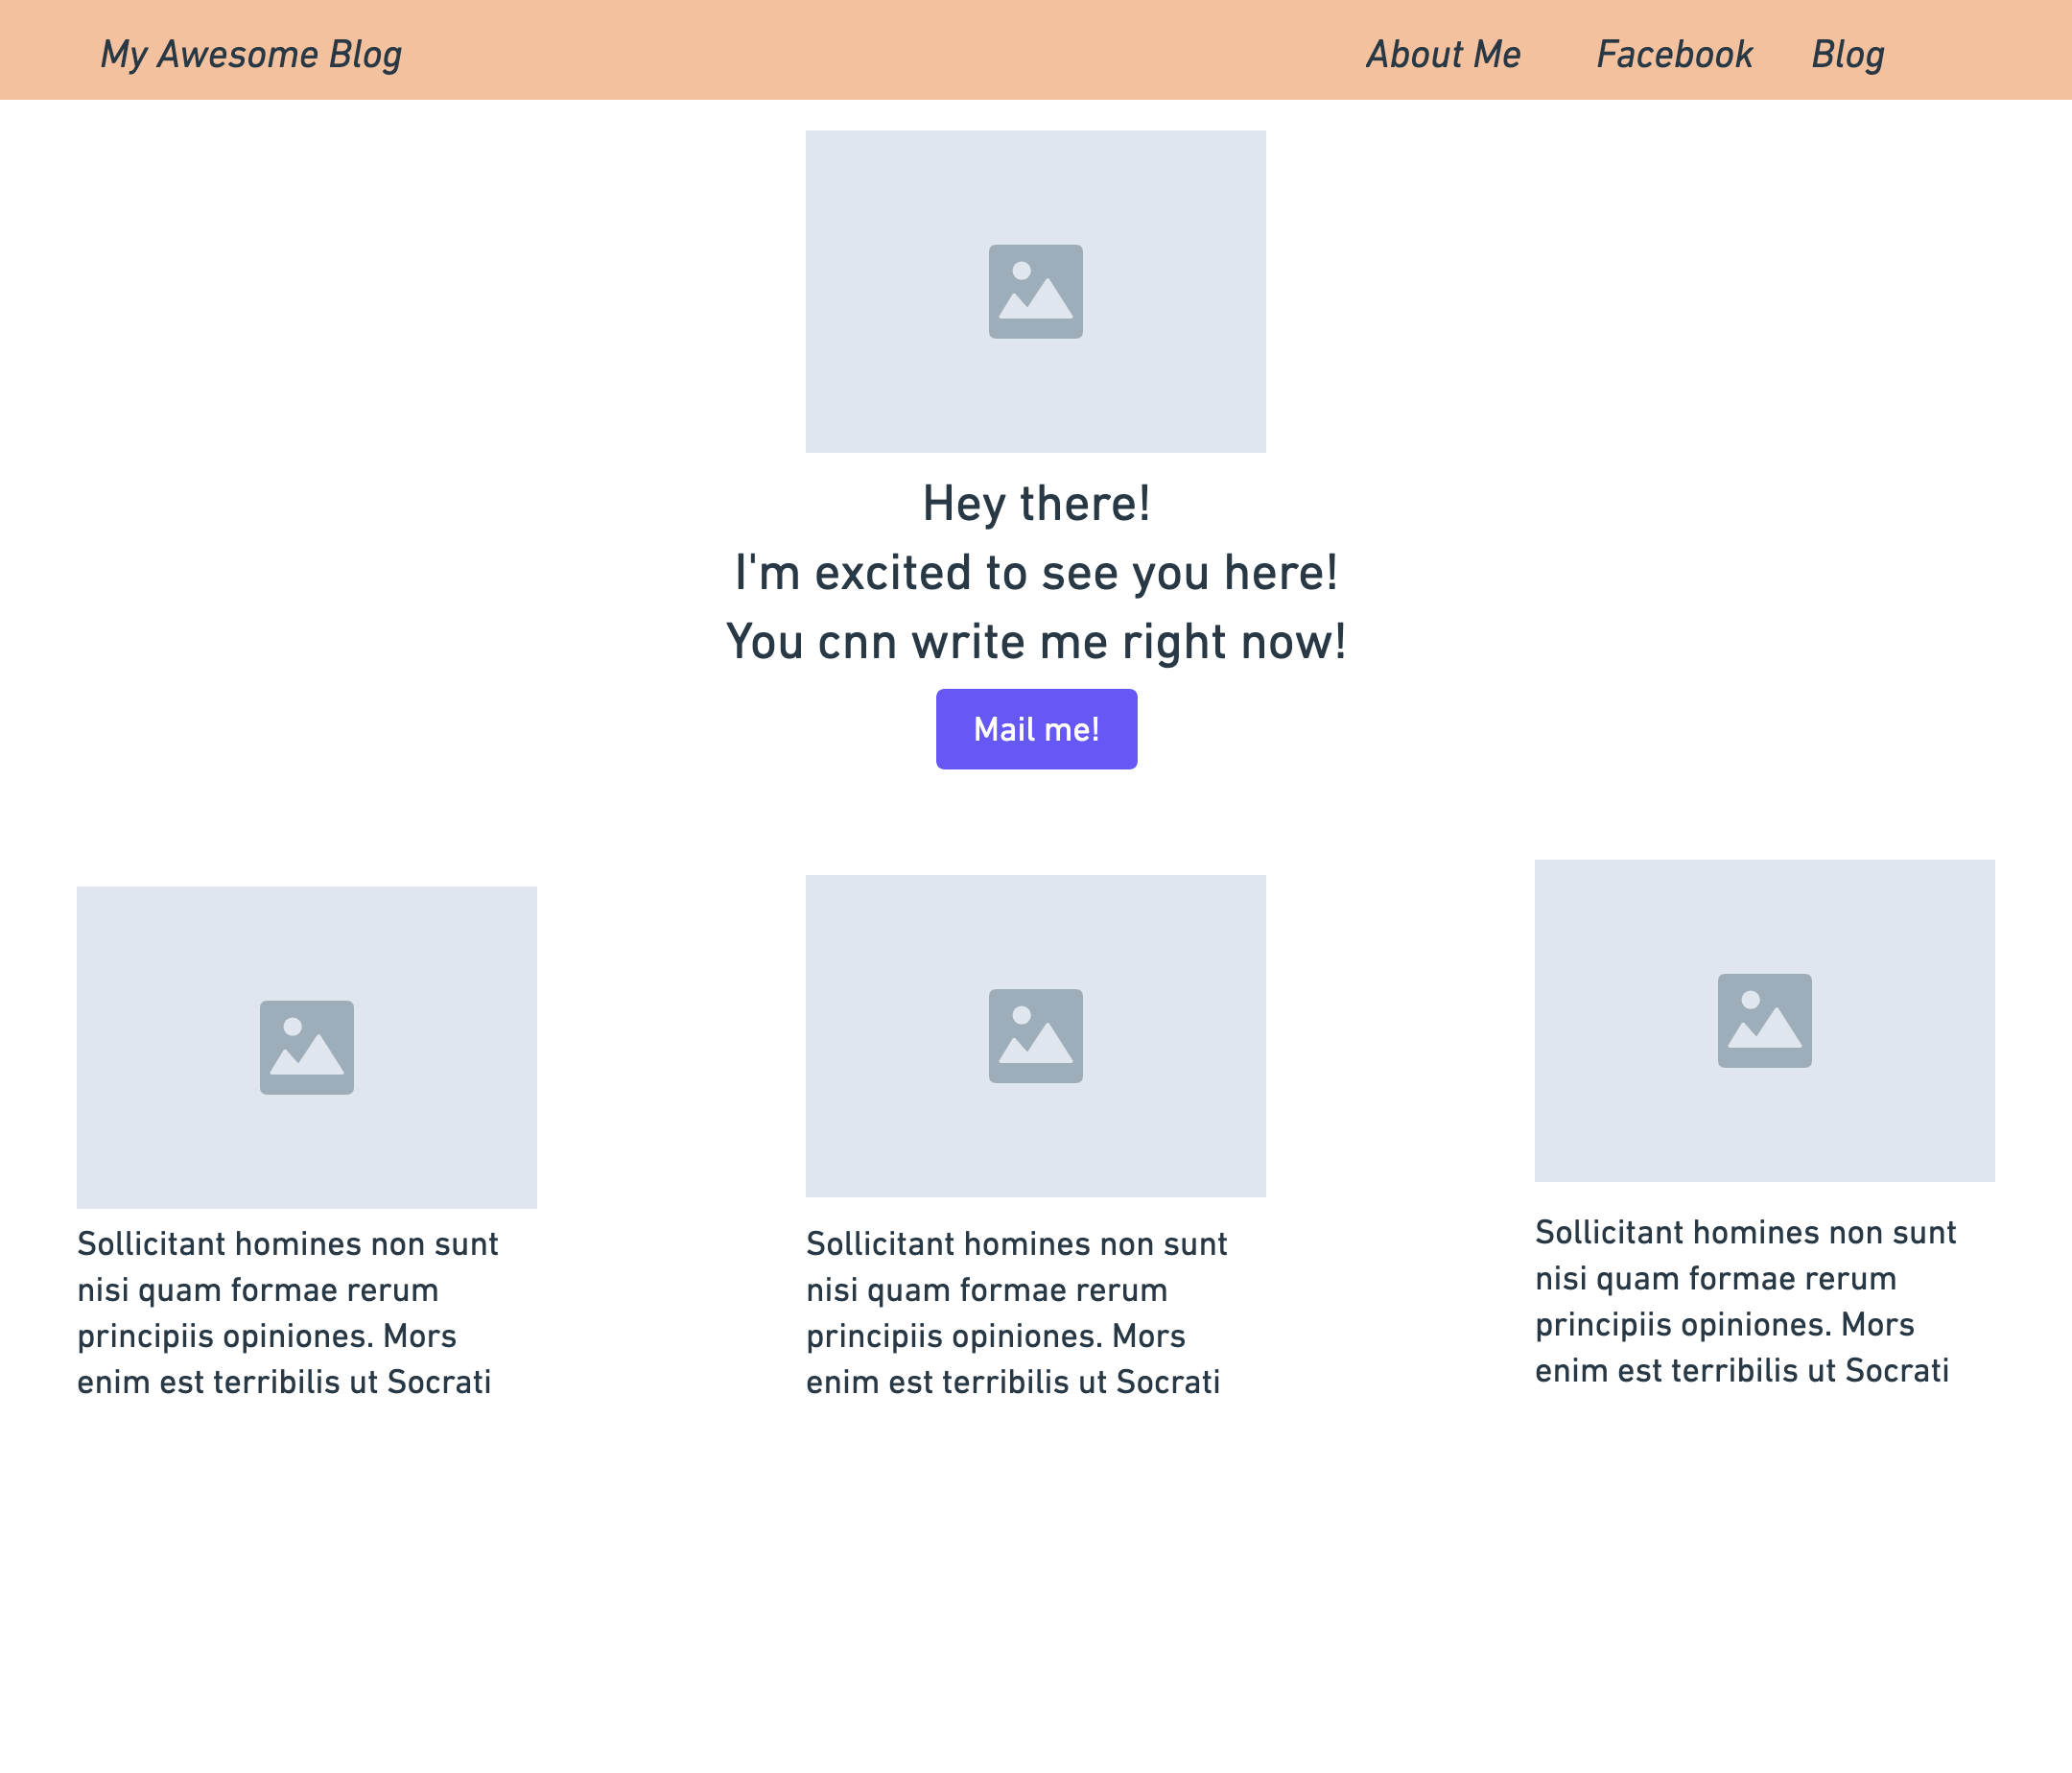 My Awesome Blog
About Me
Facebook
Blog
Hey there!
I'm excited to see you here!
You cnn write me right now!
Mail me!
Sollicitant homines non sunt
nisi quam formae rerum
principiis opiniones. Mors
enim est terribilis ut Socrati
Sollicitant homines non sunt
nisi quam formae rerum
principiis opiniones. Mors
enim est terribilis ut Socrati
Sollicitant homines non sunt
nisi quam formae rerum
principiis opiniones. Mors
enim est terribilis ut Socrati